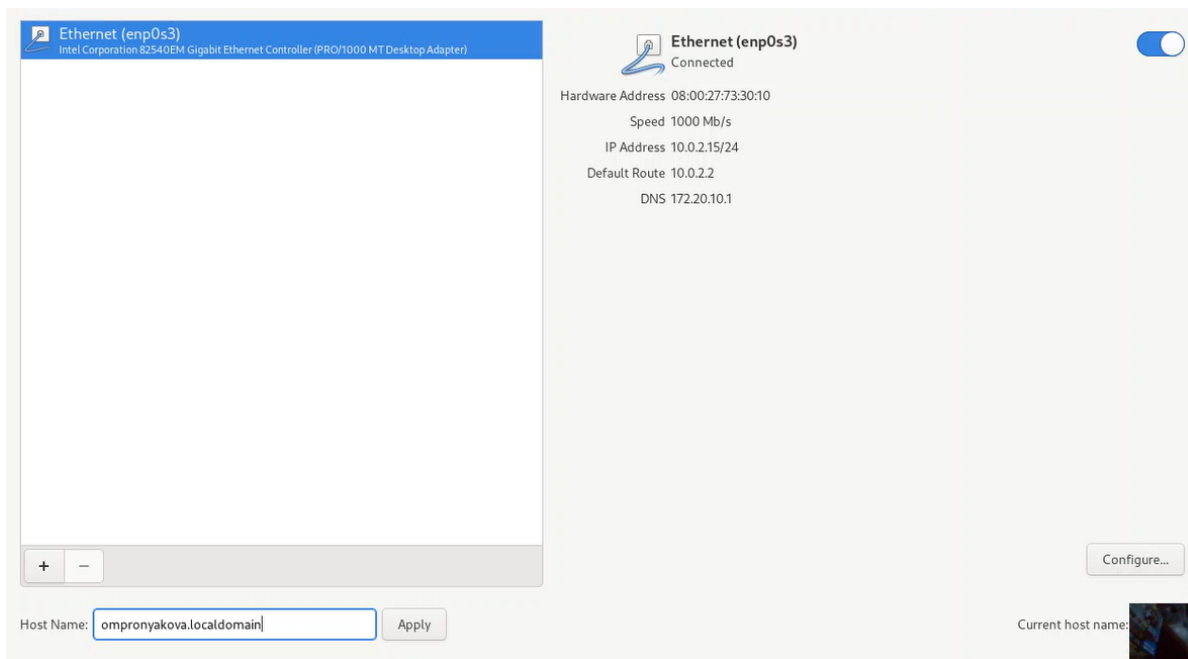 Ethernet (enp0s3)
Intel Corporation 82540EM Gigabit Ethernet Controller (PRO/1000 MT Desktop Adapter)
Ethernet (enp0s3)
Connected
Hardware Address 08:00:27:73:30:10
Speed 1000 Mb/s
IP Address 10.0.2.15/24
Default Route 10.0.2.2
DNS 172.20.10.1
+ −
Configure...
Host Name: ompronyakova.localdomain Apply Current host name: